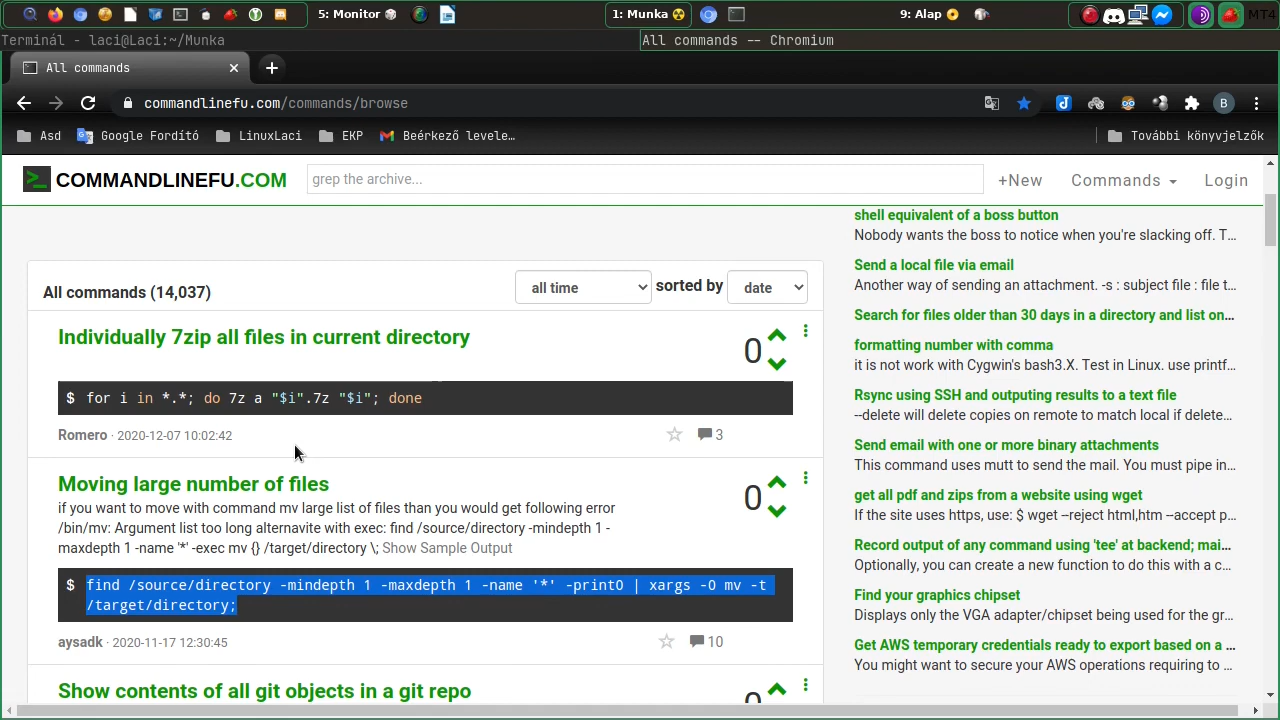 5: Monitor
1: Munka
9: Alap
MT4
Terminál - laci@Laci:~/Munka
All commands -- Chromium
All commands
commandlinefu.com/commands/browse
B
Asd
Google Fordító
LinuxLaci
EKP
Beérkező levele…
További könyvjelzők
COMMANDLINEFU.COM
grep the archive...
+New
Commands
Login
All commands (14,037)
all time
sorted by
date
Individually 7zip all files in current directory
0
$ for i in *.*; do 7z a "$i".7z "$i"; done
Romero · 2020-12-07 10:02:42
3
Moving large number of files
0
if you want to move with command mv large list of files than you would get following error
/bin/mv: Argument list too long alternavite with exec: find /source/directory -mindepth 1 -
maxdepth 1 -name '*' -exec mv {} /target/directory \; Show Sample Output
$ find /source/directory -mindepth 1 -maxdepth 1 -name '*' -print0 | xargs -0 mv -t
/target/directory;
aysadk · 2020-11-17 12:30:45
10
Show contents of all git objects in a git repo
0
shell equivalent of a boss button
Nobody wants the boss to notice when you're slacking off. T…
Send a local file via email
Another way of sending an attachment. -s : subject file : file t…
Search for files older than 30 days in a directory and list on…
formatting number with comma
it is not work with Cygwin's bash3.X. Test in Linux. use printf…
Rsync using SSH and outputing results to a text file
--delete will delete copies on remote to match local if delete…
Send email with one or more binary attachments
This command uses mutt to send the mail. You must pipe in…
get all pdf and zips from a website using wget
If the site uses https, use: $ wget --reject html,htm --accept p…
Record output of any command using 'tee' at backend; mai…
Optionally, you can create a new function to do this with a c…
Find your graphics chipset
Displays only the VGA adapter/chipset being used for the gr…
Get AWS temporary credentials ready to export based on a …
You might want to secure your AWS operations requiring to …